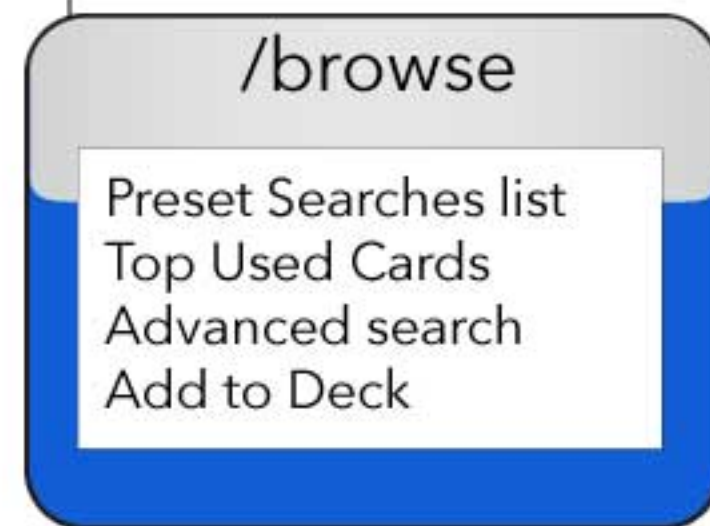 /browse
Preset Searches list
Top Used Cards
Advanced search
Add to Deck